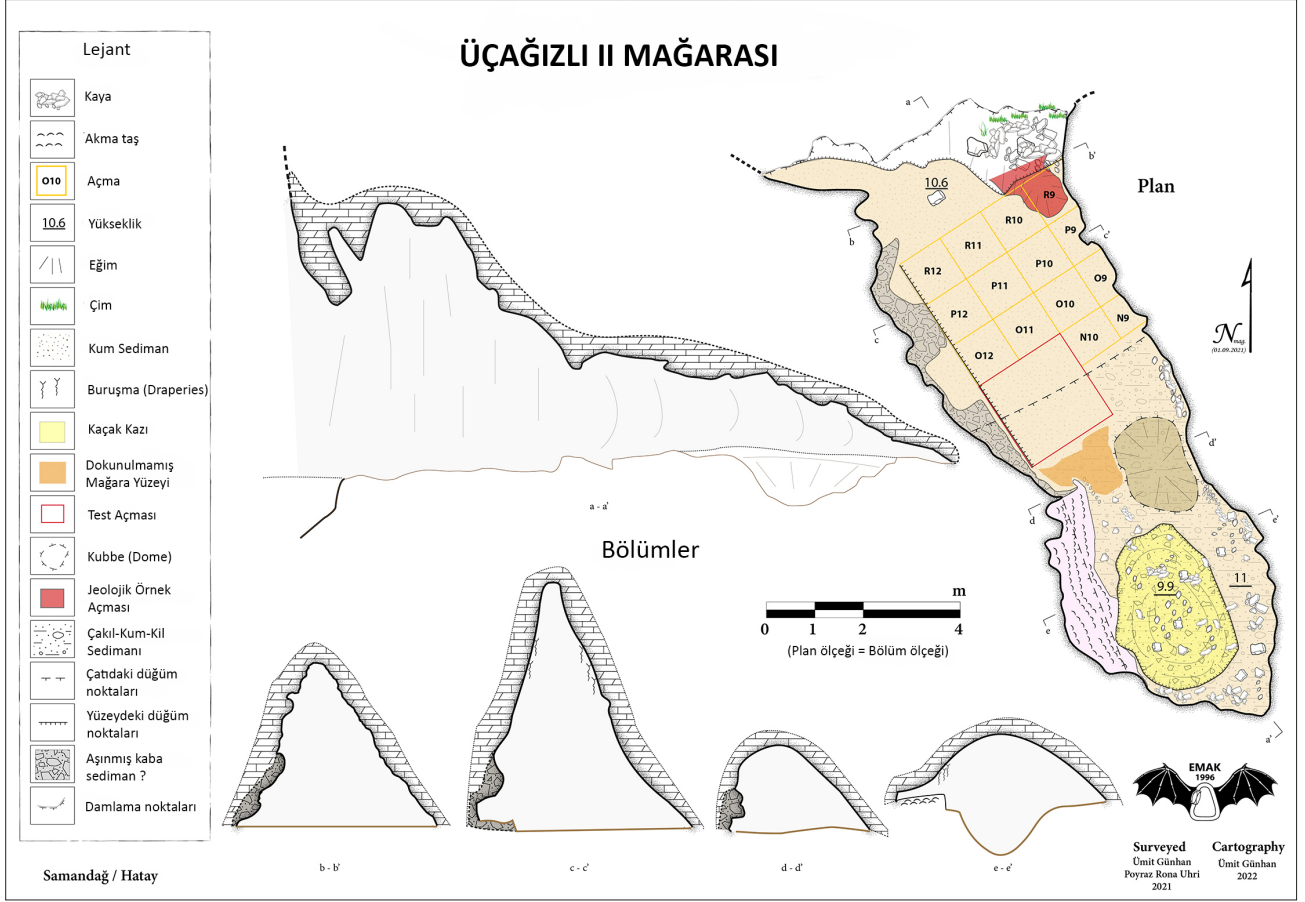 ÜÇAĞIZLI II MAĞARASI
Lejant
Kaya
Akma taş
O10
Açma
10.6
Yükseklik
Eğim
Çim
Kum Sediman
Buruşma (Draperies)
Kaçak Kazı
Dokunulmamış
Mağara Yüzeyi
Test Açması
Kubbe (Dome)
Jeolojik Örnek
Açması
Çakıl-Kum-Kil
Sedimanı
Çatıdaki düğüm
noktaları
Yüzeydeki düğüm
noktaları
Aşınmış kaba
sediman ?
Damlama noktaları
Samandağ / Hatay
a - a'
Bölümler
b - b'
c - c'
d - d'
e - e'
Plan
a
b'
10.6
R9
R10
P9
c'
b
R11
R12
P10
O9
P11
O10
N9
P12
O11
N10
c
O12
d'
d
e'
11
9.9
e
a'
N mag.
(01.09.2021)
m
0 1 2 4
(Plan ölçeği = Bölüm ölçeği)
EMAK
1996
Surveyed
Ümit Günhan
Poyraz Rona Uhri
2021
Cartography
Ümit Günhan
2022